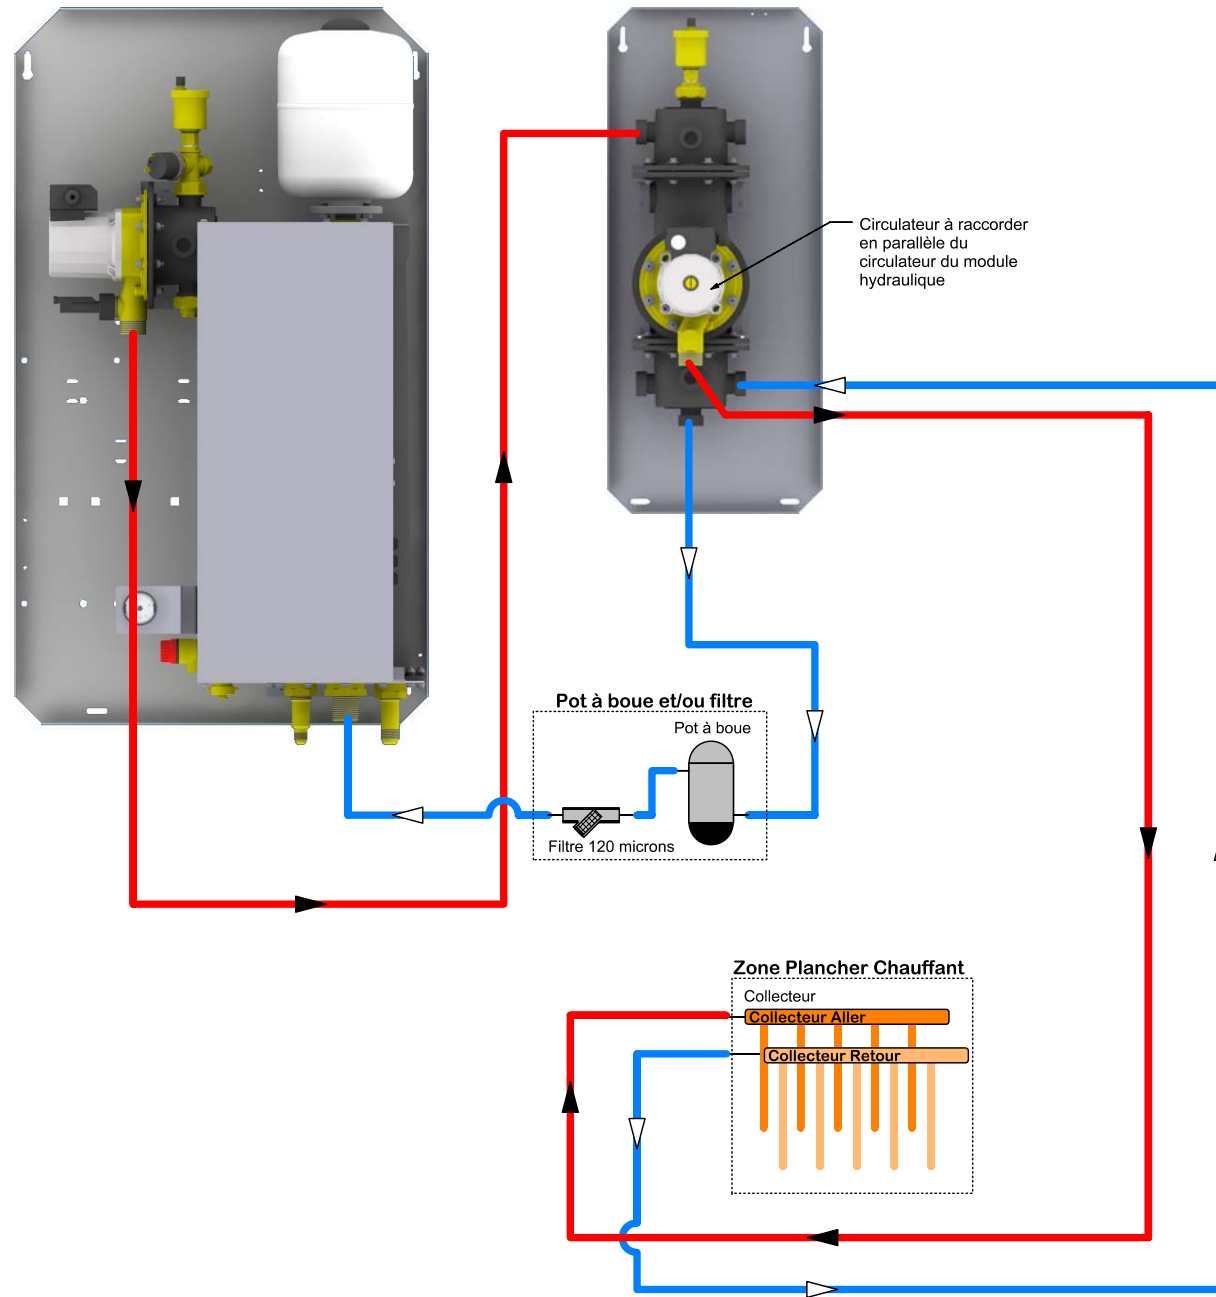 Circulateur à raccorder
en parallèle du
circulateur du module
hydraulique
Pot à boue et/ou filtre
Pot à boue
Filtre 120 microns
Zone Plancher Chauffant
Collecteur
Collecteur Aller
Collecteur Retour